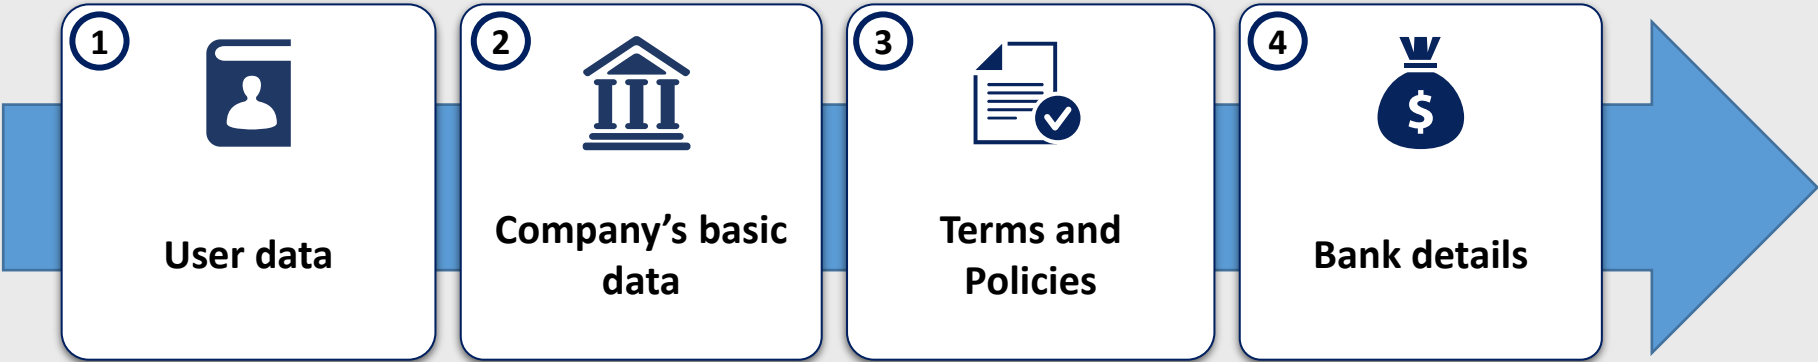 1
User data
2
Company’s basic
data
3
Terms and
Policies
4
$
Bank details